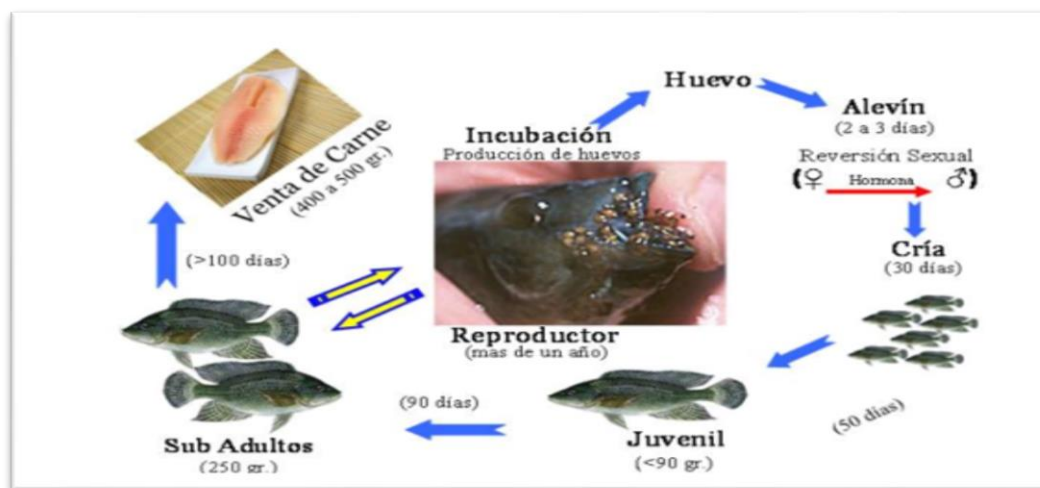 Huevo
Alevín
(2 a 3 días)
Reversión Sexual
(♀ Hormona ♂)
Cría
(30 días)
(50 días)
Juvenil
(<90 gr.)
(90 días)
Sub Adultos
(250 gr.)
(>100 días)
Venta de Carne
(400 a 500 gr.)
Incubación
Producción de huevos
Reproductor
(mas de un año)